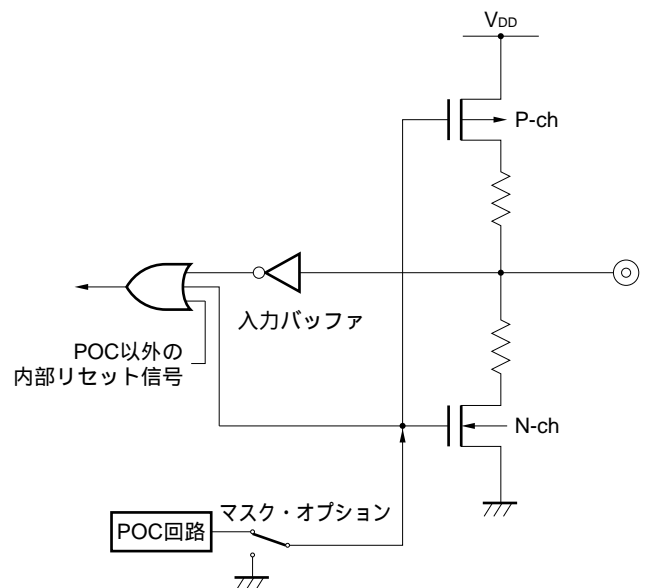 VDD
P-ch
入力バッファ
POC以外の
内部リセット信号
N-ch
マスク・オプション
POC回路